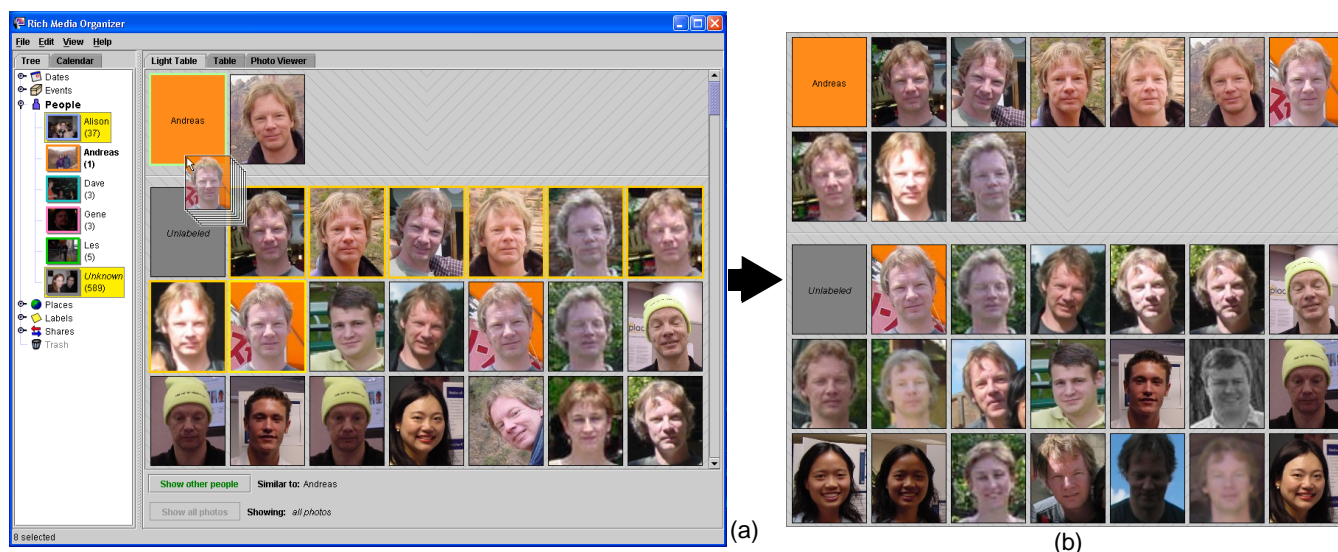 Rich Media Organizer
File Edit View Help
Tree Calendar
Light Table Table Photo Viewer
Dates
Events
People
Alison
(37)
Andreas
(1)
Dave
(3)
Gene
(3)
Les
(5)
Unknown
(589)
Places
Labels
Shares
Trash
Andreas
Unlabeled
Show other people Similar to: Andreas
Show all photos Showing: all photos
8 selected
(a)
Andreas
Unlabeled
(b)